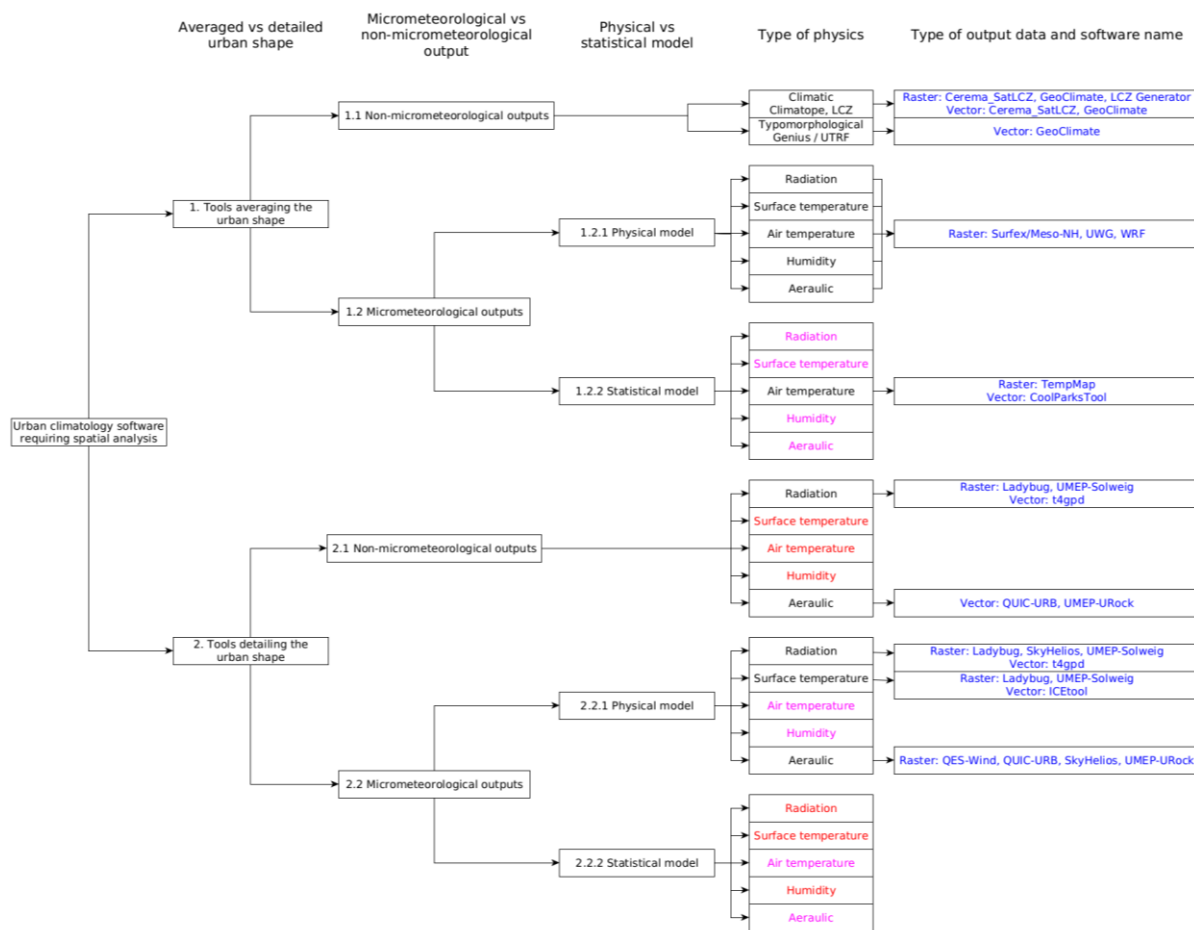 Averaged vs detailed
urban shape
Micrometeorological vs
non-micrometeorological
output
Physical vs
statistical model
Type of physics
Type of output data and software name
1.1 Non-micrometeorological outputs
Climatic
Climatope, LCZ
Raster: Cerema_SatLCZ, GeoClimate, LCZ Generator
Vector: Cerema_SatLCZ, GeoClimate
Typomorphological
Genius / UTRF
Vector: GeoClimate
1. Tools averaging the
urban shape
1.2.1 Physical model
Radiation
Surface temperature
Air temperature
Humidity
Aeraulic
Raster: Surfex/Meso-NH, UWG, WRF
1.2 Micrometeorological outputs
1.2.2 Statistical model
Radiation
Surface temperature
Air temperature
Humidity
Aeraulic
Raster: TempMap
Vector: CoolParksTool
Urban climatology software
requiring spatial analysis
2.1 Non-micrometeorological outputs
Radiation
Surface temperature
Air temperature
Humidity
Aeraulic
Raster: Ladybug, UMEP-Solweig
Vector: t4gpd
Vector: QUIC-URB, UMEP-URock
2. Tools detailing the
urban shape
2.2.1 Physical model
Radiation
Surface temperature
Air temperature
Humidity
Aeraulic
Raster: Ladybug, SkyHelios, UMEP-Solweig
Vector: t4gpd
Raster: Ladybug, UMEP-Solweig
Vector: ICEtool
Raster: QES-Wind, QUIC-URB, SkyHelios, UMEP-URock
2.2 Micrometeorological outputs
2.2.2 Statistical model
Radiation
Surface temperature
Air temperature
Humidity
Aeraulic